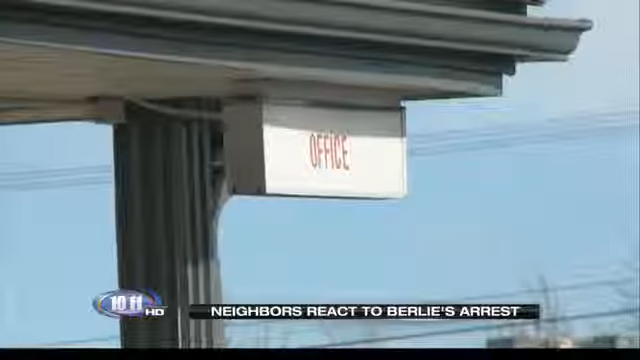 OFFICE
10 11
HD
NEIGHBORS REACT TO BERLIE'S ARREST